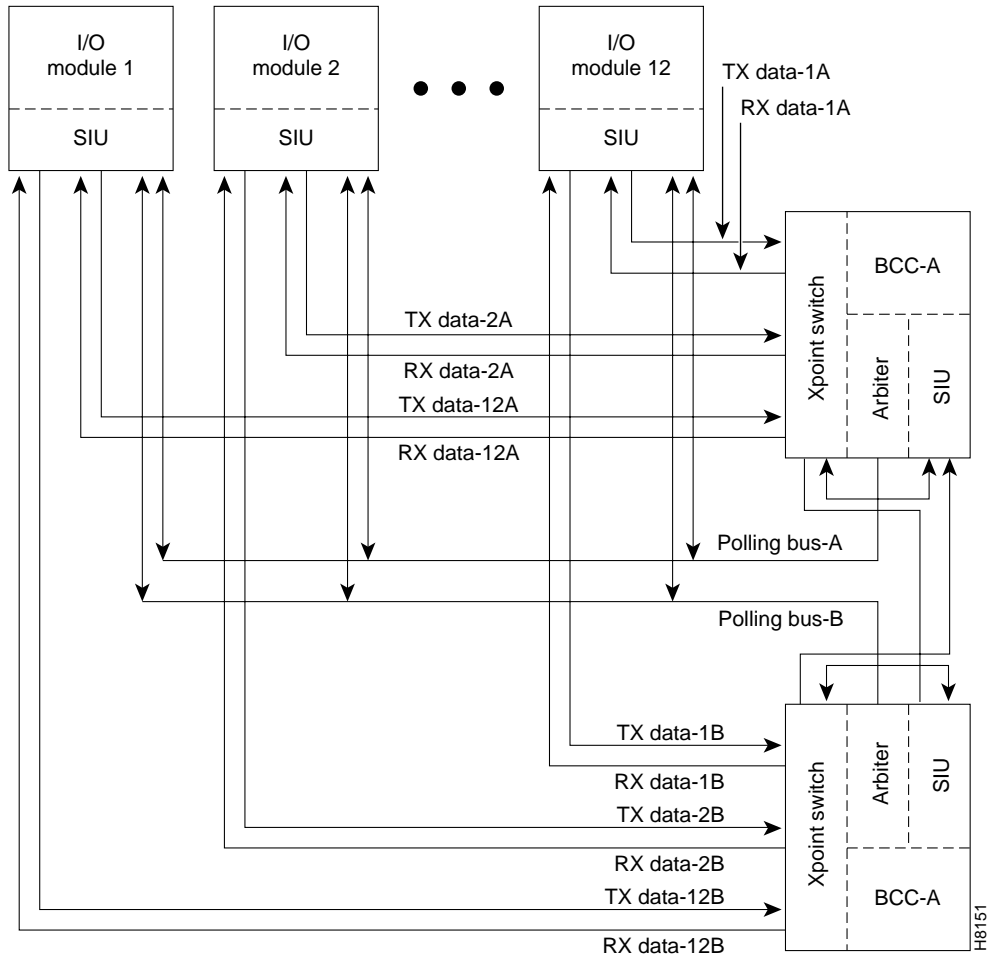 I/O
module 1
SIU
I/O
module 2
SIU
I/O
module 12
SIU
TX data-1A
RX data-1A
Xpoint switch
BCC-A
Arbiter
SIU
TX data-2A
RX data-2A
TX data-12A
RX data-12A
Polling bus-A
Polling bus-B
TX data-1B
RX data-1B
TX data-2B
RX data-2B
TX data-12B
RX data-12B
Xpoint switch
Arbiter
SIU
BCC-A
H8151